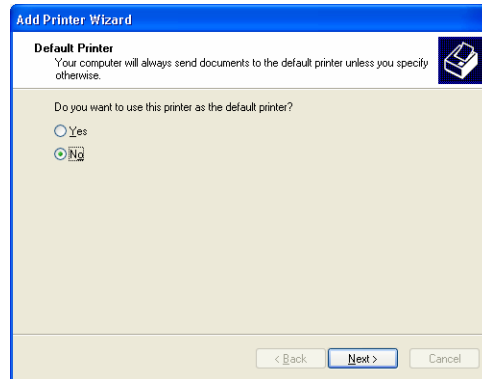 Add Printer Wizard
Default Printer
Your computer will always send documents to the default printer unless you specify
otherwise.
Do you want to use this printer as the default printer?
Yes
No
< Back
Next >
Cancel